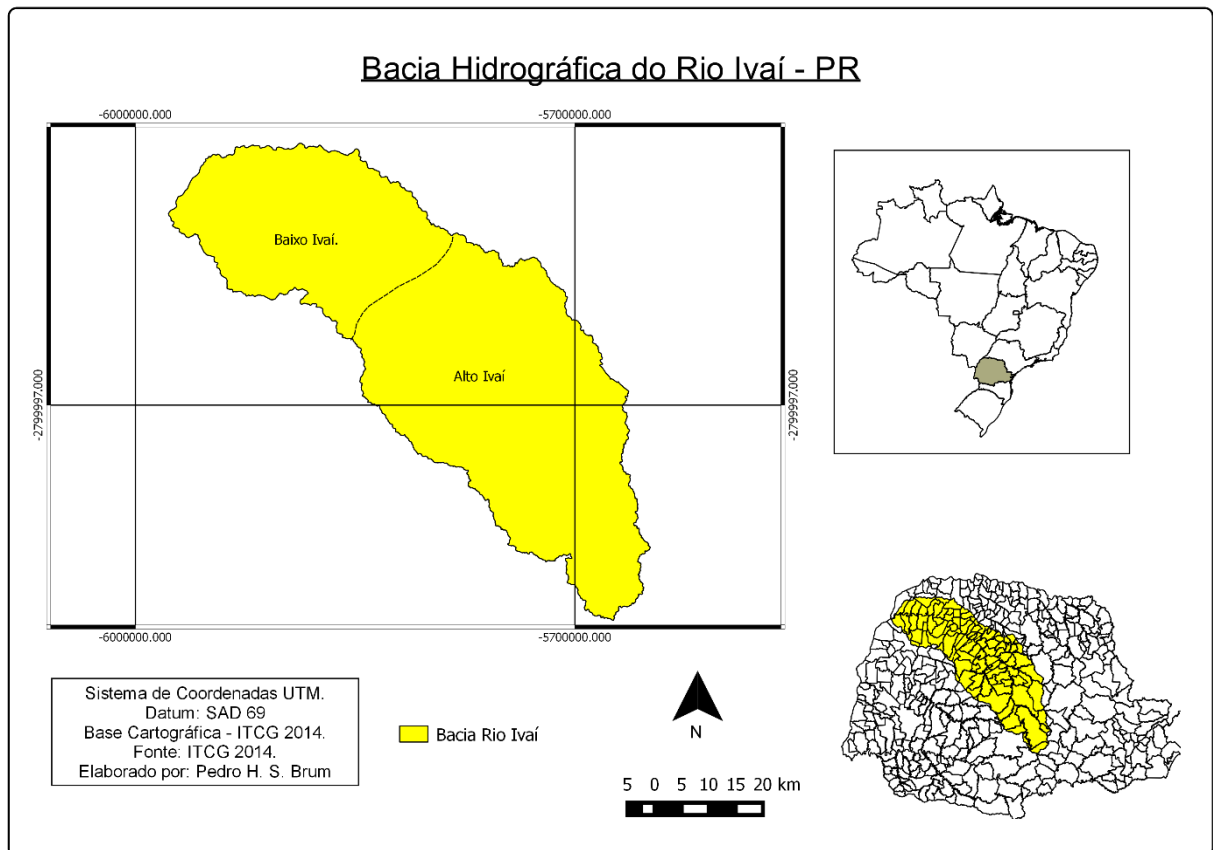 Bacia Hidrográfica do Rio Ivaí - PR
-6000000.000
-5700000.000
Baixo Ivaí.
Alto Ivaí
-2799997.000
-2799997.000
-6000000.000
-5700000.000
Sistema de Coordenadas UTM.
Datum: SAD 69
Base Cartográfica - ITCG 2014.
Fonte: ITCG 2014.
Elaborado por: Pedro H. S. Brum
Bacia Rio Ivaí
N
5 0 5 10 15 20 km